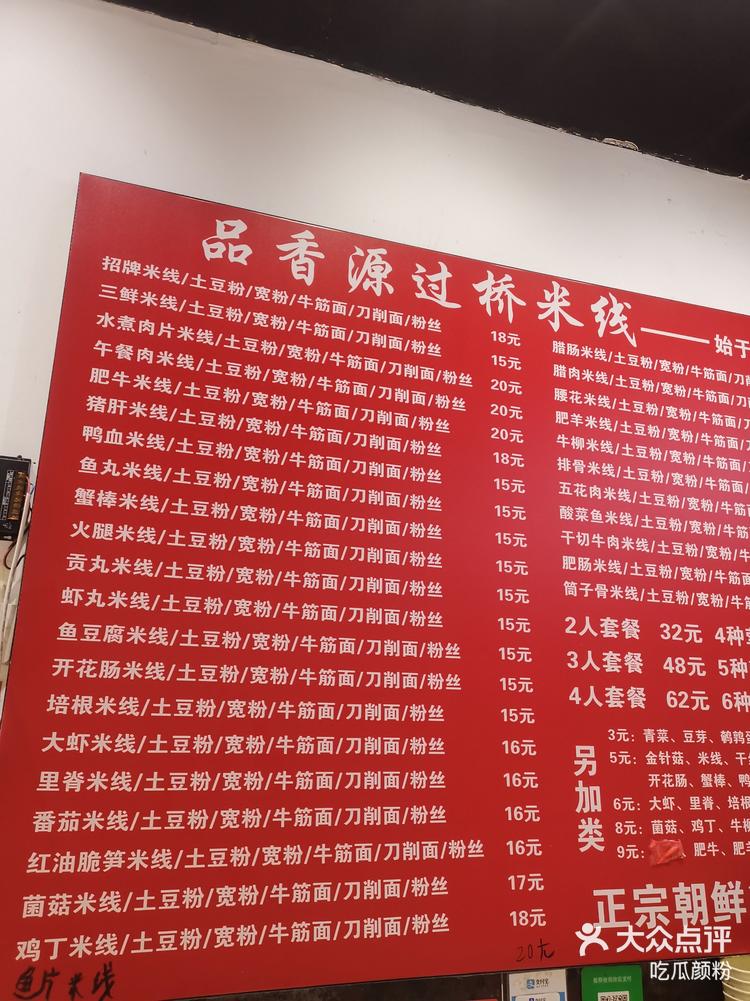 品香源过桥米线——始于
招牌米线/土豆粉/宽粉/牛筋面/刀削面/粉丝 18元
三鲜米线/土豆粉/宽粉/牛筋面/刀削面/粉丝 15元
水煮肉片米线/土豆粉/宽粉/牛筋面/刀削面/粉丝 20元
午餐肉米线/土豆粉/宽粉/牛筋面/刀削面/粉丝 20元
肥牛米线/土豆粉/宽粉/牛筋面/刀削面/粉丝 20元
猪肝米线/土豆粉/宽粉/牛筋面/刀削面/粉丝 18元
鸭血米线/土豆粉/宽粉/牛筋面/刀削面/粉丝 15元
鱼丸米线/土豆粉/宽粉/牛筋面/刀削面/粉丝 15元
蟹棒米线/土豆粉/宽粉/牛筋面/刀削面/粉丝 15元
火腿米线/土豆粉/宽粉/牛筋面/刀削面/粉丝 15元
贡丸米线/土豆粉/宽粉/牛筋面/刀削面/粉丝 15元
虾丸米线/土豆粉/宽粉/牛筋面/刀削面/粉丝 15元
鱼豆腐米线/土豆粉/宽粉/牛筋面/刀削面/粉丝 15元
开花肠米线/土豆粉/宽粉/牛筋面/刀削面/粉丝 15元
培根米线/土豆粉/宽粉/牛筋面/刀削面/粉丝 15元
大虾米线/土豆粉/宽粉/牛筋面/刀削面/粉丝 16元
里脊米线/土豆粉/宽粉/牛筋面/刀削面/粉丝 16元
番茄米线/土豆粉/宽粉/牛筋面/刀削面/粉丝 16元
红油脆笋米线/土豆粉/宽粉/牛筋面/刀削面/粉丝 16元
菌菇米线/土豆粉/宽粉/牛筋面/刀削面/粉丝 17元
鸡丁米线/土豆粉/宽粉/牛筋面/刀削面/粉丝 18元
鱼片米线 20元
腊肠米线/土豆粉/宽粉/牛筋面/刀
腊肉米线/土豆粉/宽粉/牛筋面/刀
腰花米线/土豆粉/宽粉/牛筋面/刀
肥羊米线/土豆粉/宽粉/牛筋面/刀
牛柳米线/土豆粉/宽粉/牛筋面/
排骨米线/土豆粉/宽粉/牛筋面/
五花肉米线/土豆粉/宽粉/牛筋
酸菜鱼米线/土豆粉/宽粉/牛筋
干切牛肉米线/土豆粉/宽粉/牛
肥肠米线/土豆粉/宽粉/牛筋面
筒子骨米线/土豆粉/宽粉/牛
2人套餐 32元 4种
3人套餐 48元 5种
4人套餐 62元 6种
另加类
3元：青菜、豆芽、鹌鹑
5元：金针菇、米线、
开花肠、蟹棒、鸭
6元：大虾、里脊、培根
8元：菌菇、鸡丁、牛
9元： 肥牛、肥羊
正宗朝鲜
支付宝
大众点评
吃瓜颜粉